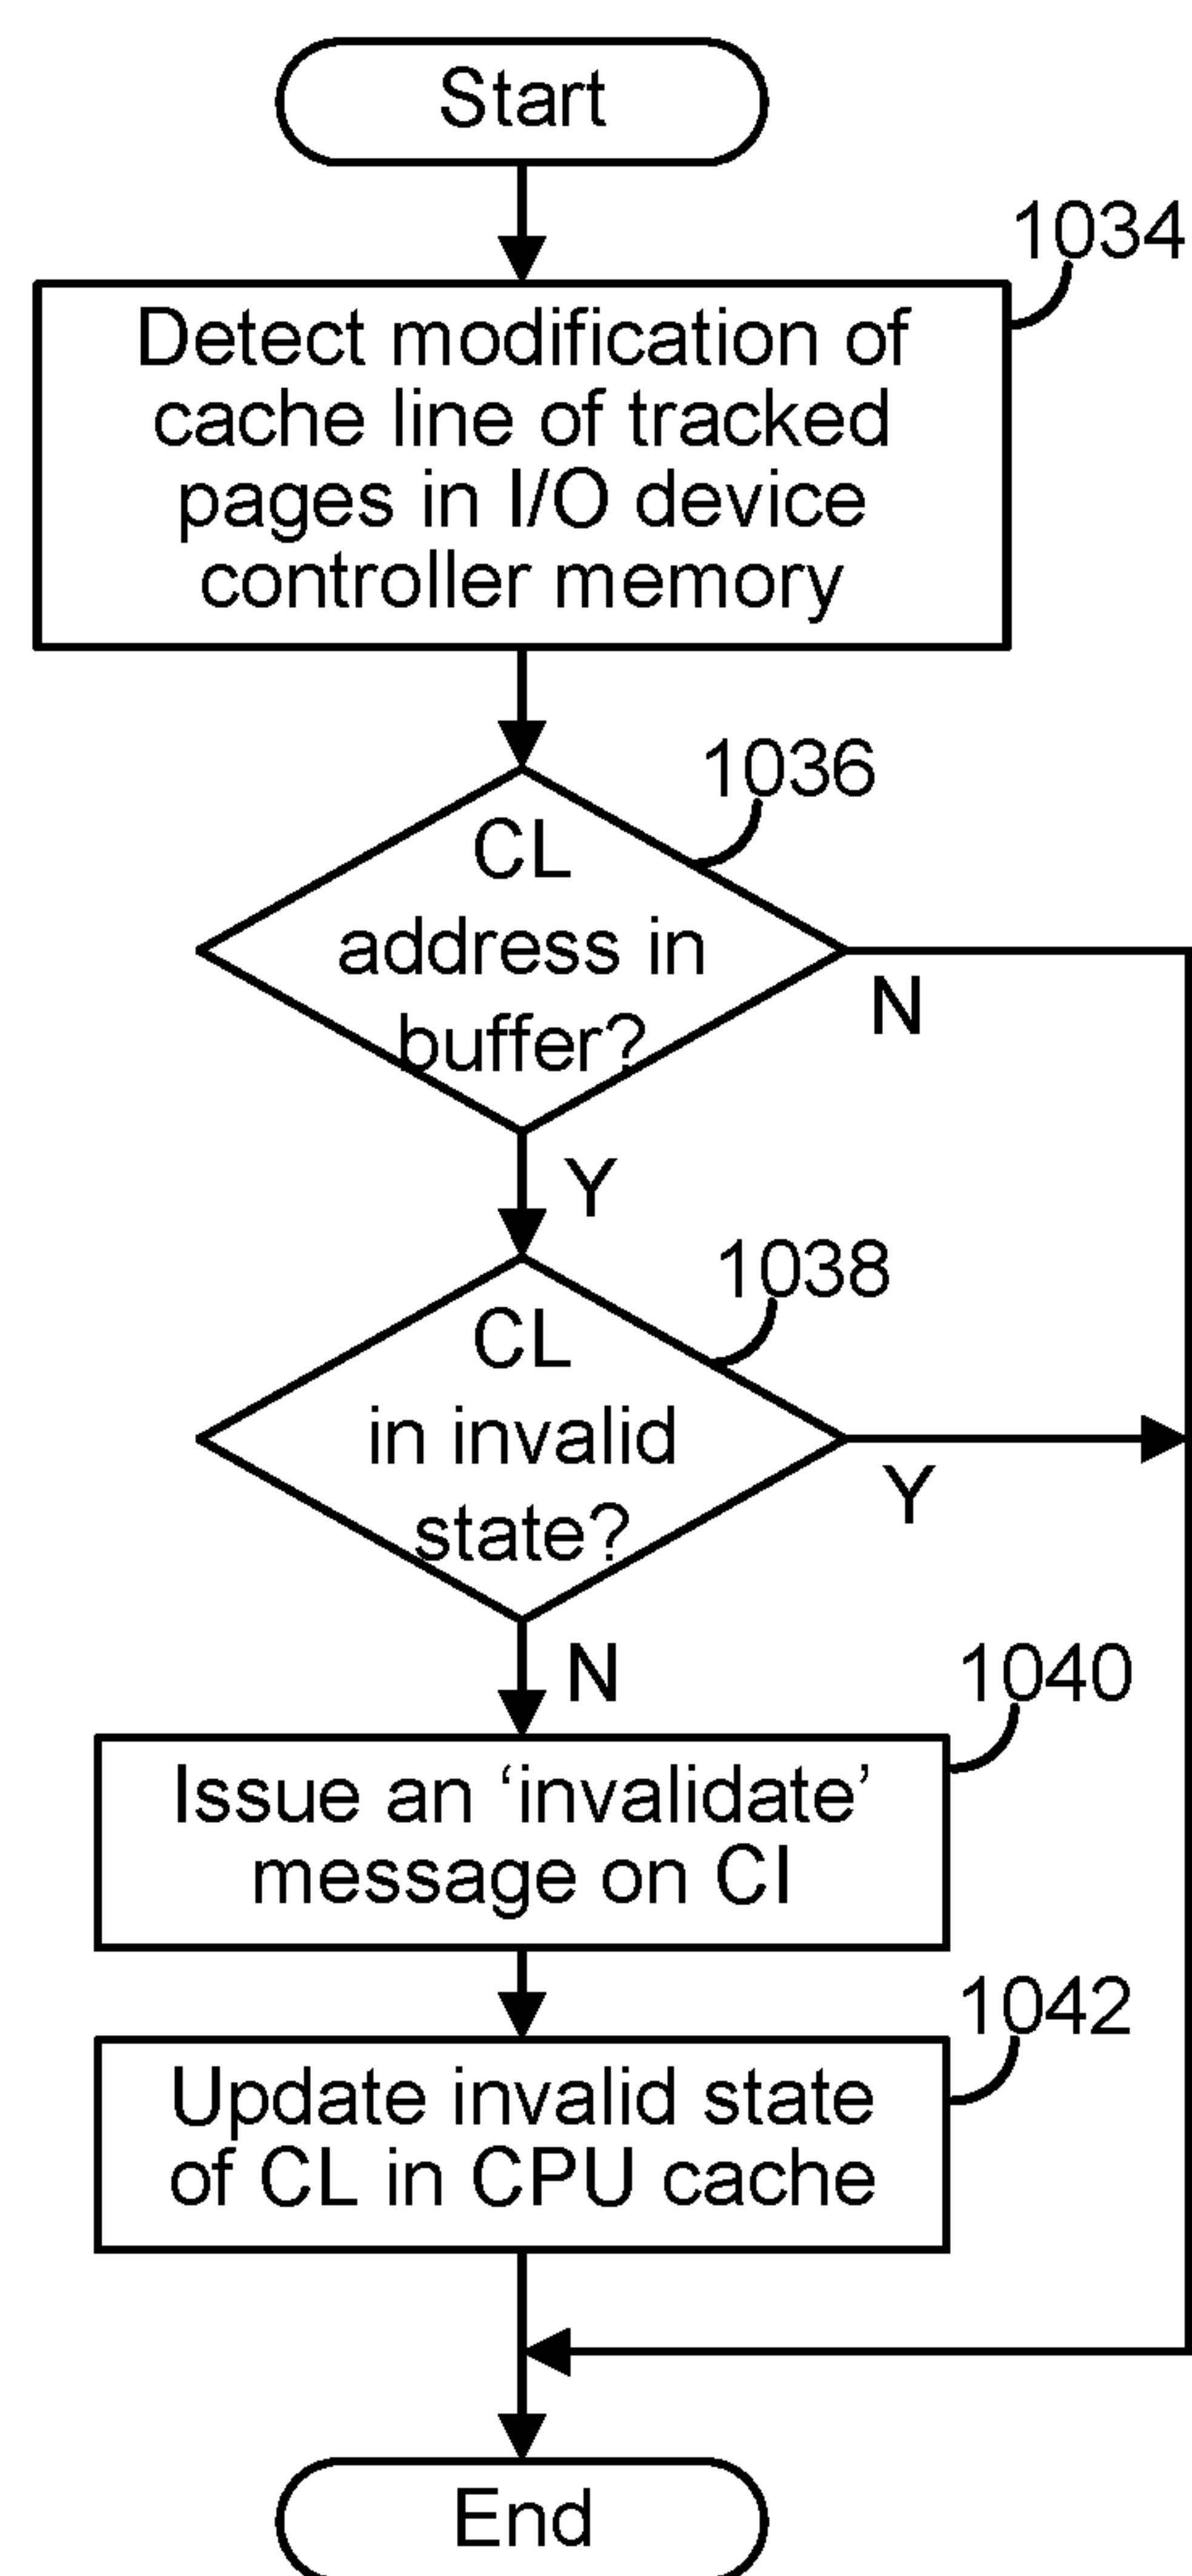 Start
1034
Detect modification of
cache line of tracked
pages in I/O device
controller memory
1036
CL
address in
buffer?
N
Y
1038
CL
in invalid
state?
Y
N
1040
Issue an ‘invalidate’
message on CI
1042
Update invalid state
of CL in CPU cache
End